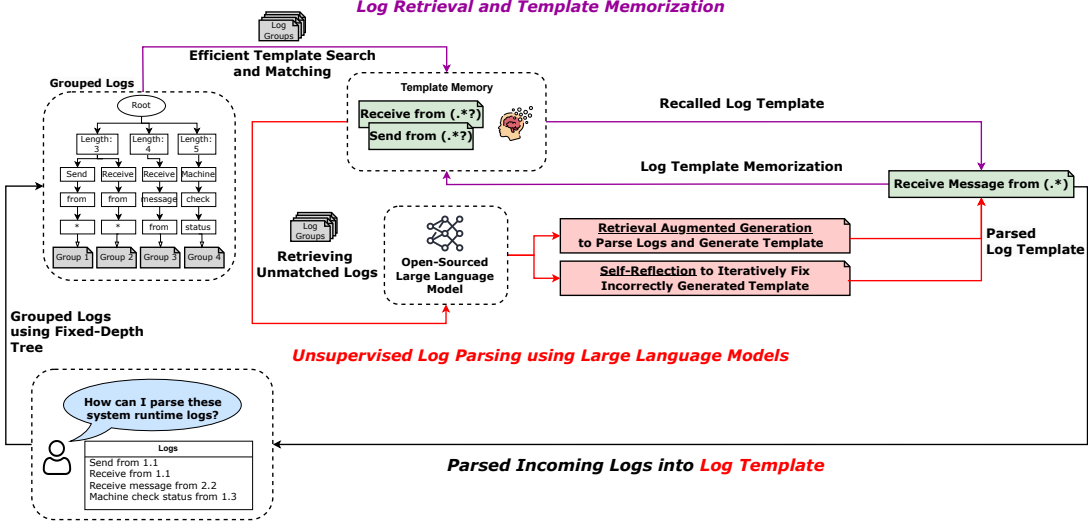 Log Retrieval and Template Memorization
Log
Groups
Efficient Template Search
and Matching
Grouped Logs
Root
Length:
3
Length:
4
Length:
5
Send
Receive
Receive
Machine
from
from
message
check
*
*
from
status
Group 1
Group 2
Group 3
Group 4
Template Memory
Receive from (.*?)
Send from (.*?)
Recalled Log Template
Log Template Memorization
Receive Message from (.*)
Parsed
Log Template
Log
Groups
Retrieving
Unmatched Logs
Open-Sourced
Large Language
Model
Retrieval Augmented Generation
to Parse Logs and Generate Template
Self-Reflection to Iteratively Fix
Incorrectly Generated Template
Grouped Logs
using Fixed-Depth
Tree
Unsupervised Log Parsing using Large Language Models
How can I parse these
system runtime logs?
Logs
Send from 1.1
Receive from 1.1
Receive message from 2.2
Machine check status from 1.3
Parsed Incoming Logs into Log Template